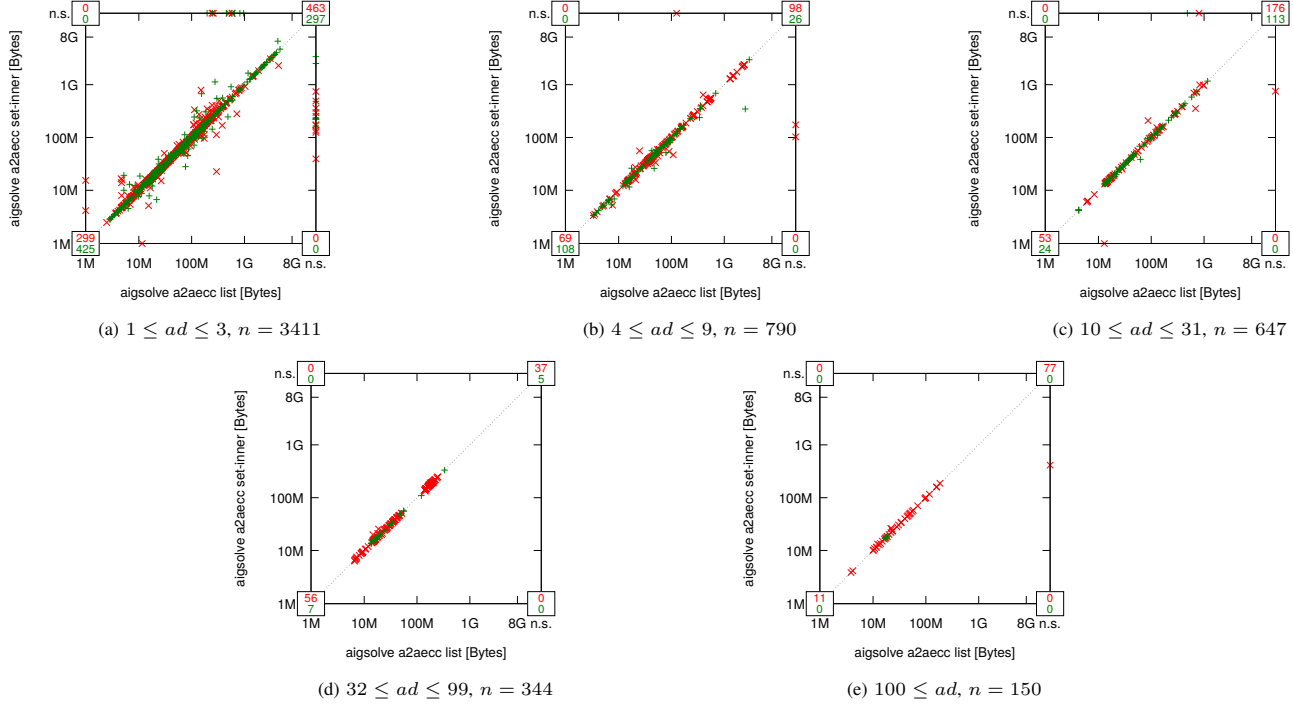 0
0
463
297
n.s.
8G
1G
100M
10M
1M
299
425
0
0
1M 10M 100M 1G 8G n.s.
aigsolve a2aecc set-inner [Bytes]
aigsolve a2aecc list [Bytes]
(a) 1 ≤ ad ≤ 3, n = 3411
0
0
98
26
n.s.
8G
1G
100M
10M
1M
69
108
0
0
1M 10M 100M 1G 8G n.s.
aigsolve a2aecc set-inner [Bytes]
aigsolve a2aecc list [Bytes]
(b) 4 ≤ ad ≤ 9, n = 790
0
0
176
113
n.s.
8G
1G
100M
10M
1M
53
24
0
0
1M 10M 100M 1G 8G n.s.
aigsolve a2aecc set-inner [Bytes]
aigsolve a2aecc list [Bytes]
(c) 10 ≤ ad ≤ 31, n = 647
0
0
37
5
n.s.
8G
1G
100M
10M
1M
56
7
0
0
1M 10M 100M 1G 8G n.s.
aigsolve a2aecc set-inner [Bytes]
aigsolve a2aecc list [Bytes]
(d) 32 ≤ ad ≤ 99, n = 344
0
0
77
0
n.s.
8G
1G
100M
10M
1M
11
0
0
0
1M 10M 100M 1G 8G n.s.
aigsolve a2aecc set-inner [Bytes]
aigsolve a2aecc list [Bytes]
(e) 100 ≤ ad, n = 150